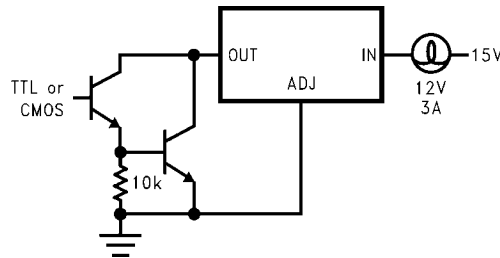 OUT
IN
15V
ADJ
TTL or
CMOS
12V
3A
10k